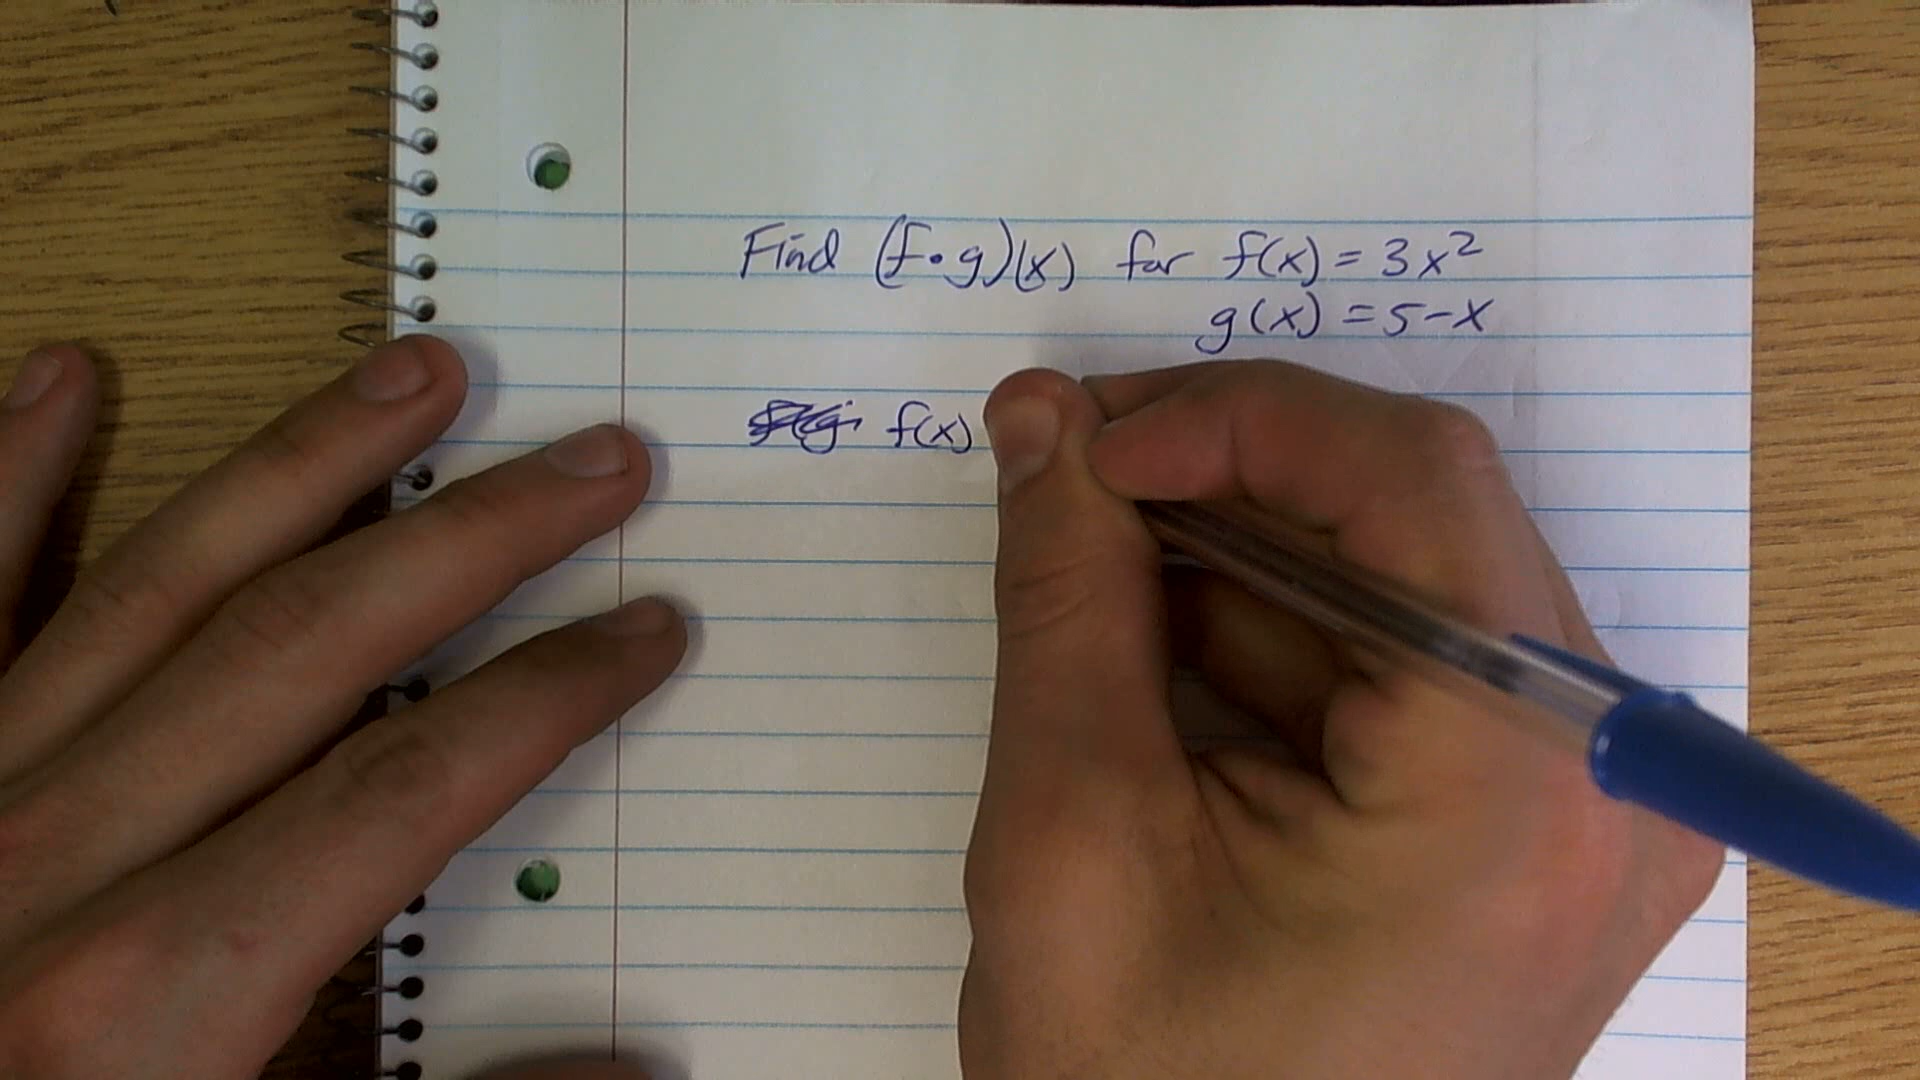 Find (f•g)(x) for f(x) = 3x²
g(x) = 5-x
f(x)